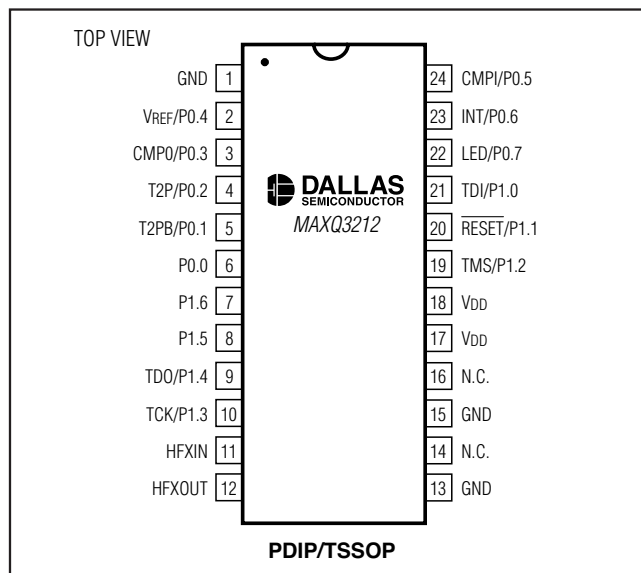 TOP VIEW
GND 1 24 CMPI/P0.5
VREF/P0.4 2 23 INT/P0.6
CMP0/P0.3 3 22 LED/P0.7
T2P/P0.2 4 DALLAS SEMICONDUCTOR 21 TDI/P1.0
T2PB/P0.1 5 MAXQ3212 20 RESET/P1.1
P0.0 6 19 TMS/P1.2
P1.6 7 18 VDD
P1.5 8 17 VDD
TDO/P1.4 9 16 N.C.
TCK/P1.3 10 15 GND
HFXIN 11 14 N.C.
HFXOUT 12 13 GND
PDIP/TSSOP